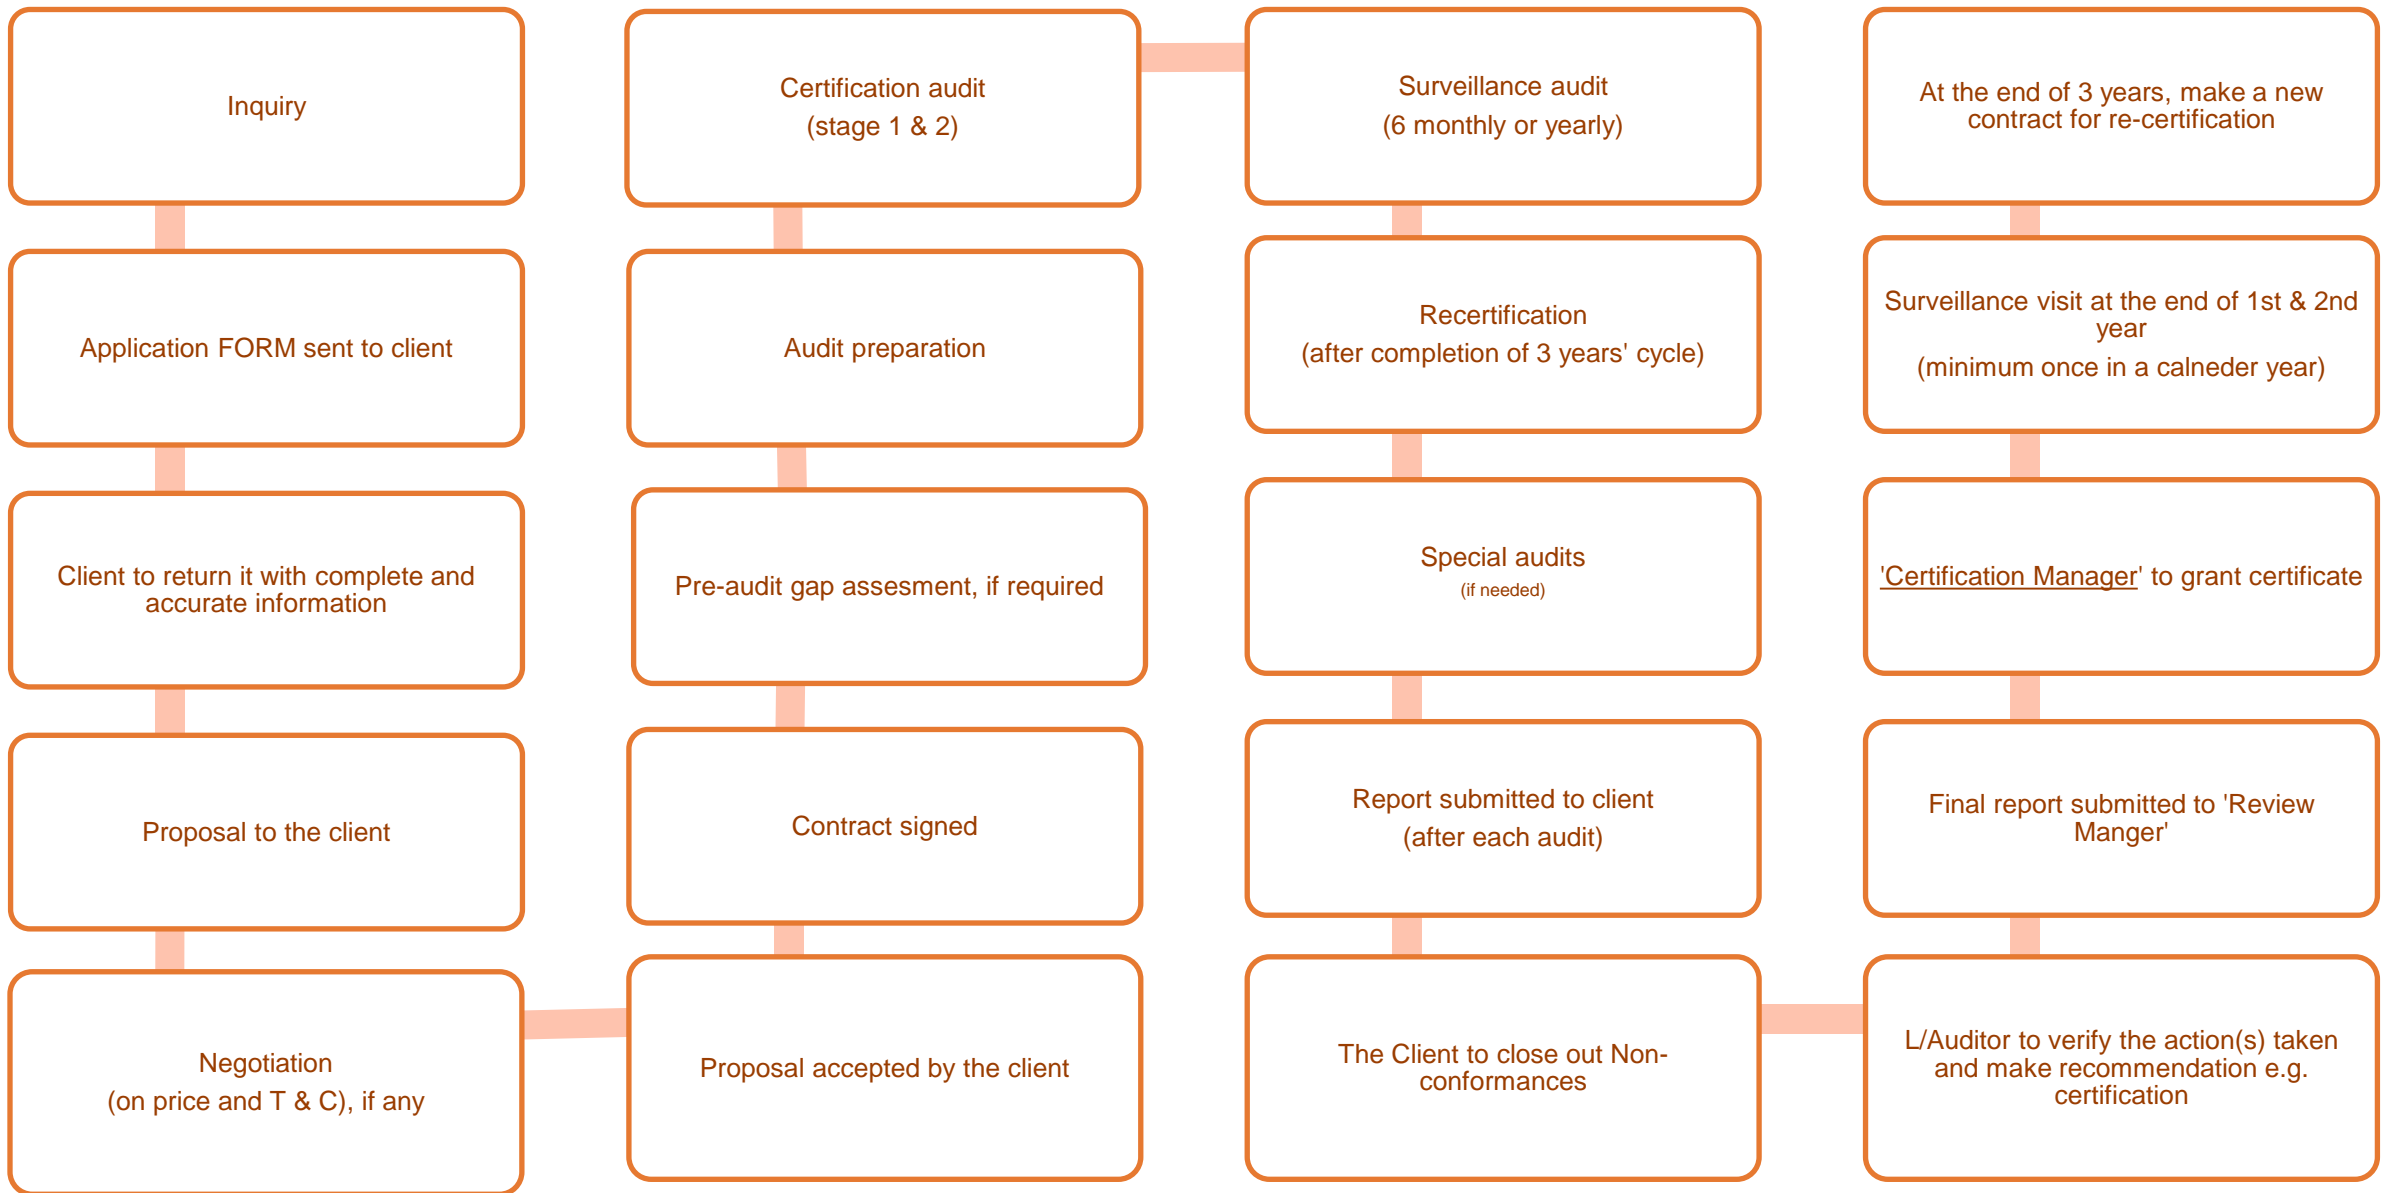 Inquiry
Application FORM sent to client
Client to return it with complete and
accurate information
Proposal to the client
Negotiation
(on price and T & C), if any
Proposal accepted by the client
Contract signed
Pre-audit gap assesment, if required
Audit preparation
Certification audit
(stage 1 & 2)
Surveillance audit
(6 monthly or yearly)
Recertification
(after completion of 3 years' cycle)
Special audits
(if needed)
Report submitted to client
(after each audit)
The Client to close out Non-
conformances
L/Auditor to verify the action(s) taken
and make recommendation e.g.
certification
Final report submitted to 'Review
Manger'
'Certification Manager' to grant certificate
Surveillance visit at the end of 1st & 2nd
year
(minimum once in a calneder year)
At the end of 3 years, make a new
contract for re-certification